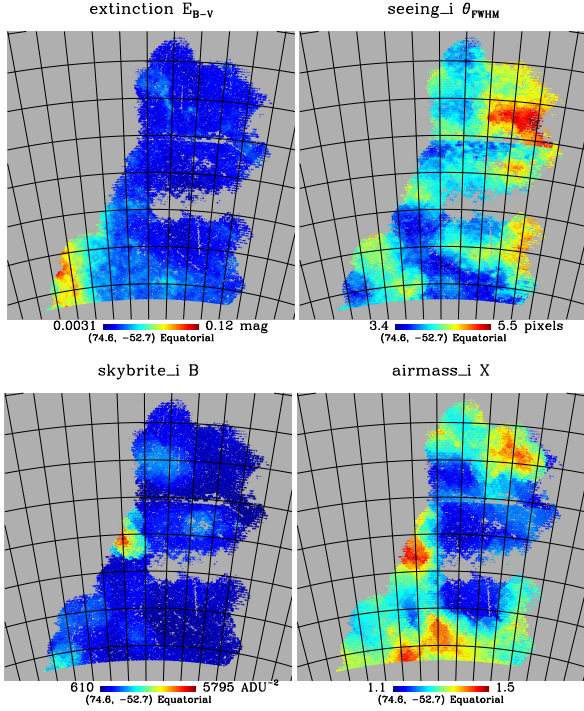 extinction E_B-V
seeing_i θ_FWHM
0.0031 0.12 mag
(74.6, -52.7) Equatorial
3.4 5.5 pixels
(74.6, -52.7) Equatorial
skybrite_i B
airmass_i X
610 5795 ADU⁻²
(74.6, -52.7) Equatorial
1.1 1.5
(74.6, -52.7) Equatorial